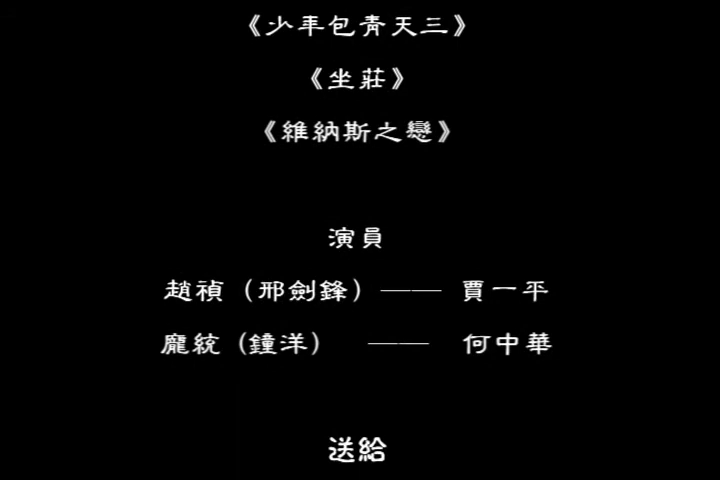 《少年包青天三》
《坐莊》
《維納斯之戀》
演員
趙禎（邢劍鋒）—— 賈一平
龐統（鐘洋） —— 何中華
送給